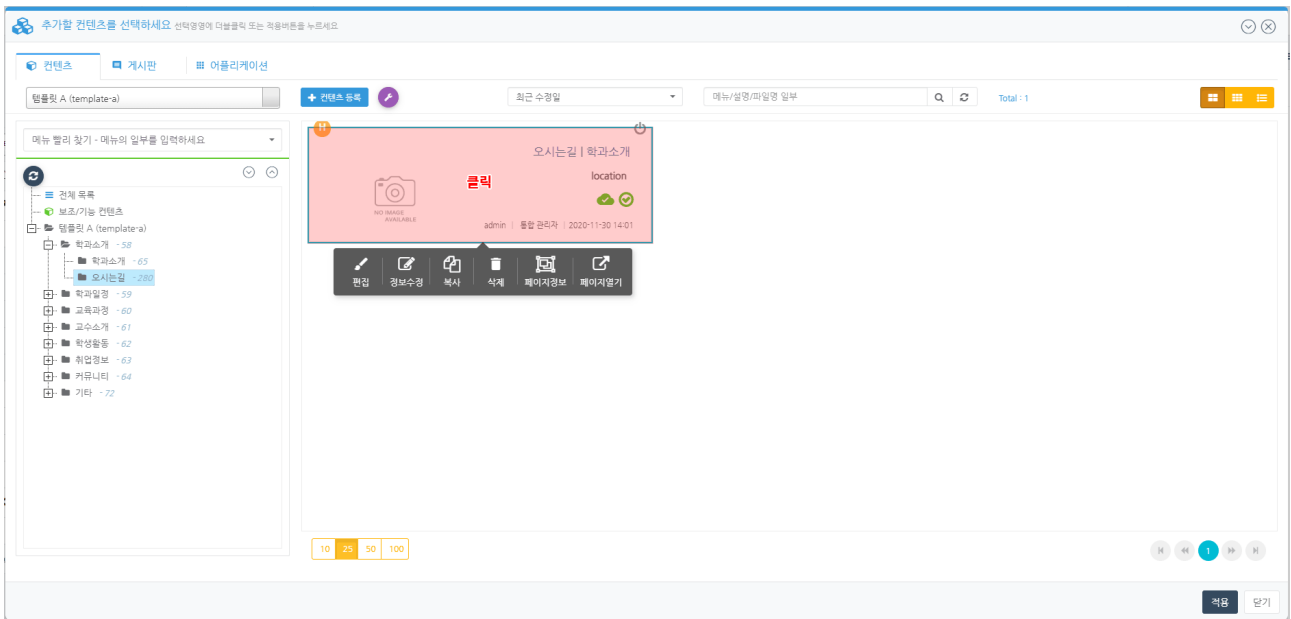 추가할 컨텐츠를 선택하세요 선택영명에 더블클릭 또는 적용버튼을 누르세요
컨텐츠 게시판 어플리케이션
템플릿 A (template-a)
컨텐츠 등록
최근 수정일
메뉴/설명/파일명 일부
Total : 1
메뉴 빨리 찾기 - 메뉴의 일부를 입력하세요
전체 목록
보조/기능 컨텐츠
템플릿 A (template-a)
학과소개 - 58
학과소개 - 65
오시는길 - 280
학과일정 - 59
교육과정 - 60
교수소개 - 61
학생활동 - 62
취업정보 - 63
커뮤니티 - 64
기타 - 72
오시는길 | 학과소개
location
클릭
NO IMAGE
AVAILABLE
admin | 통합 관리자 | 2020-11-30 14:01
편집 정보수정 복사 삭제 페이지정보 페이지열기
10 25 50 100
1
적용 닫기